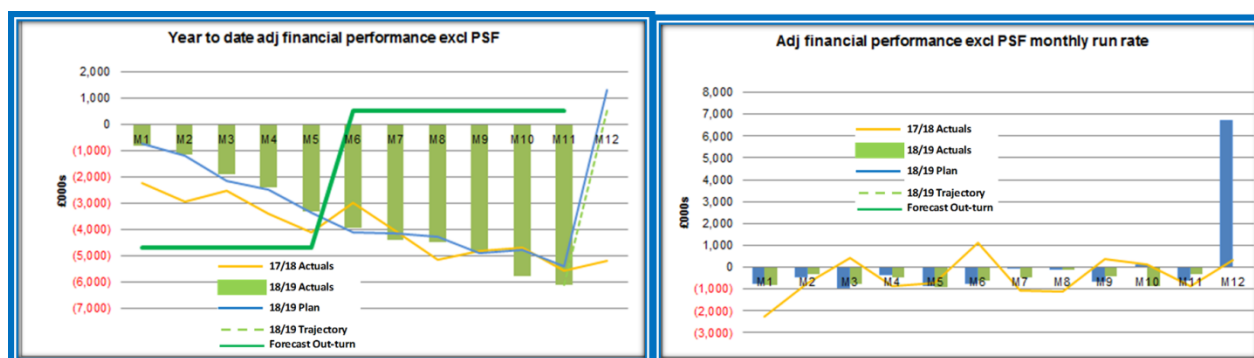 Year to date adj financial performance excl PSF
2,000
1,000
0
(1,000)
(2,000)
(3,000)
(4,000)
(5,000)
(6,000)
(7,000)
£000s
M1 M2 M3 M4 M5 M6 M7 M8 M9 M10 M11 M12
17/18 Actuals
18/19 Actuals
18/19 Plan
18/19 Trajectory
Forecast Out-turn
Adj financial performance excl PSF monthly run rate
8,000
7,000
6,000
5,000
4,000
3,000
2,000
1,000
0
(1,000)
(2,000)
(3,000)
£000s
M1 M2 M3 M4 M5 M6 M7 M8 M9 M10 M11 M12
17/18 Actuals
18/19 Actuals
18/19 Plan
18/19 Trajectory
Forecast Out-turn